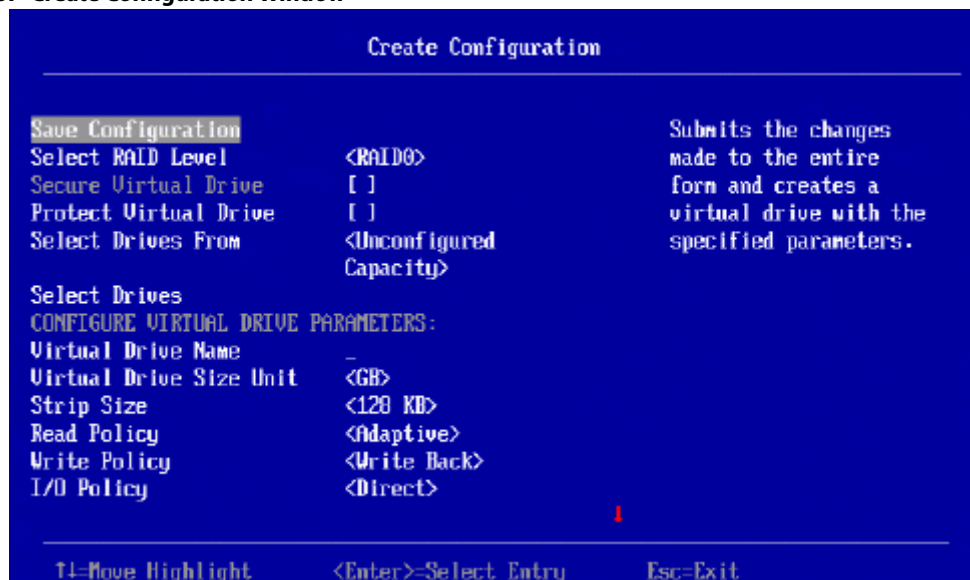 Create Configuration Window
Create Configuration
Save Configuration
Select RAID Level <RAID0>
Secure Virtual Drive [ ]
Protect Virtual Drive [ ]
Select Drives From <Unconfigured
Capacity>
Select Drives
CONFIGURE VIRTUAL DRIVE PARAMETERS:
Virtual Drive Name _
Virtual Drive Size Unit <GB>
Strip Size <128 KB>
Read Policy <Adaptive>
Write Policy <Write Back>
I/O Policy <Direct>
Submits the changes
made to the entire
form and creates a
virtual drive with the
specified parameters.
↓
↑↓=Move Highlight <Enter>=Select Entry Esc=Exit